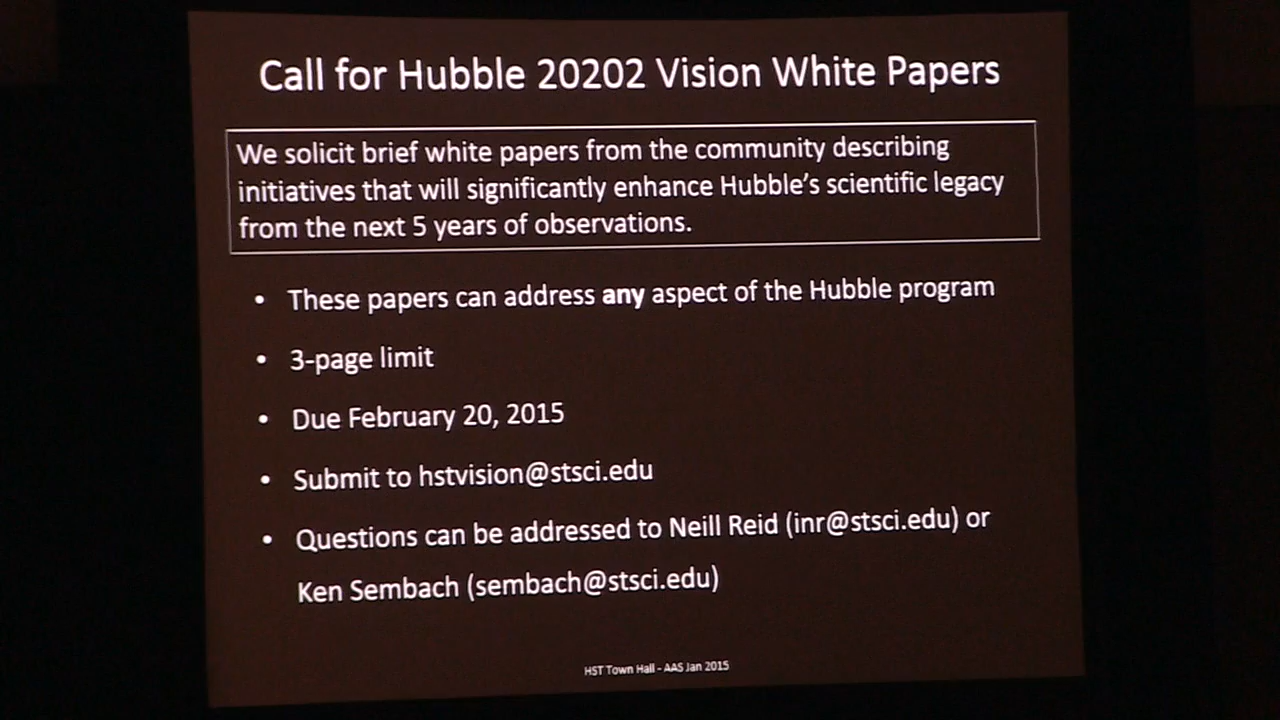 Call for Hubble 20202 Vision White Papers
We solicit brief white papers from the community describing
initiatives that will significantly enhance Hubble's scientific legacy
from the next 5 years of observations.
• These papers can address any aspect of the Hubble program
• 3-page limit
• Due February 20, 2015
• Submit to hstvision@stsci.edu
• Questions can be addressed to Neill Reid (inr@stsci.edu) or
Ken Sembach (sembach@stsci.edu)
HST Town Hall - AAS Jan 2015